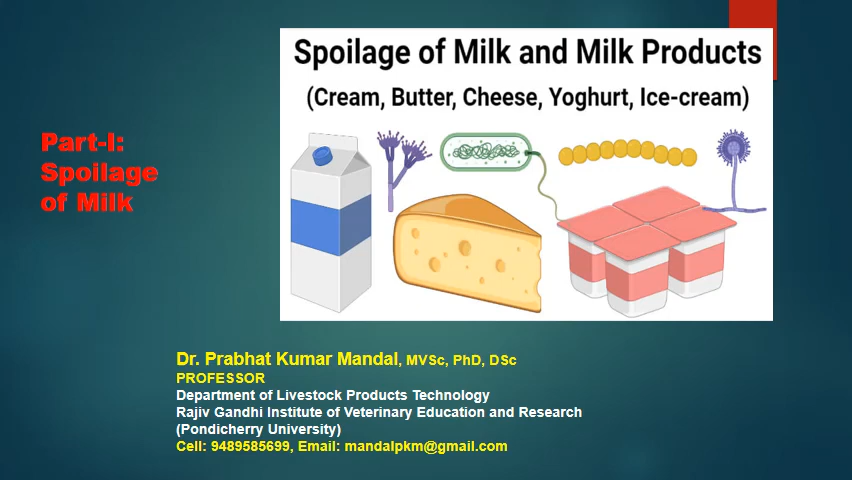 Spoilage of Milk and Milk Products
(Cream, Butter, Cheese, Yoghurt, Ice-cream)
Part-I:
Spoilage
of Milk
Dr. Prabhat Kumar Mandal, MVSc, PhD, DSc
PROFESSOR
Department of Livestock Products Technology
Rajiv Gandhi Institute of Veterinary Education and Research
(Pondicherry University)
Cell: 9489585699, Email: mandalpkm@gmail.com